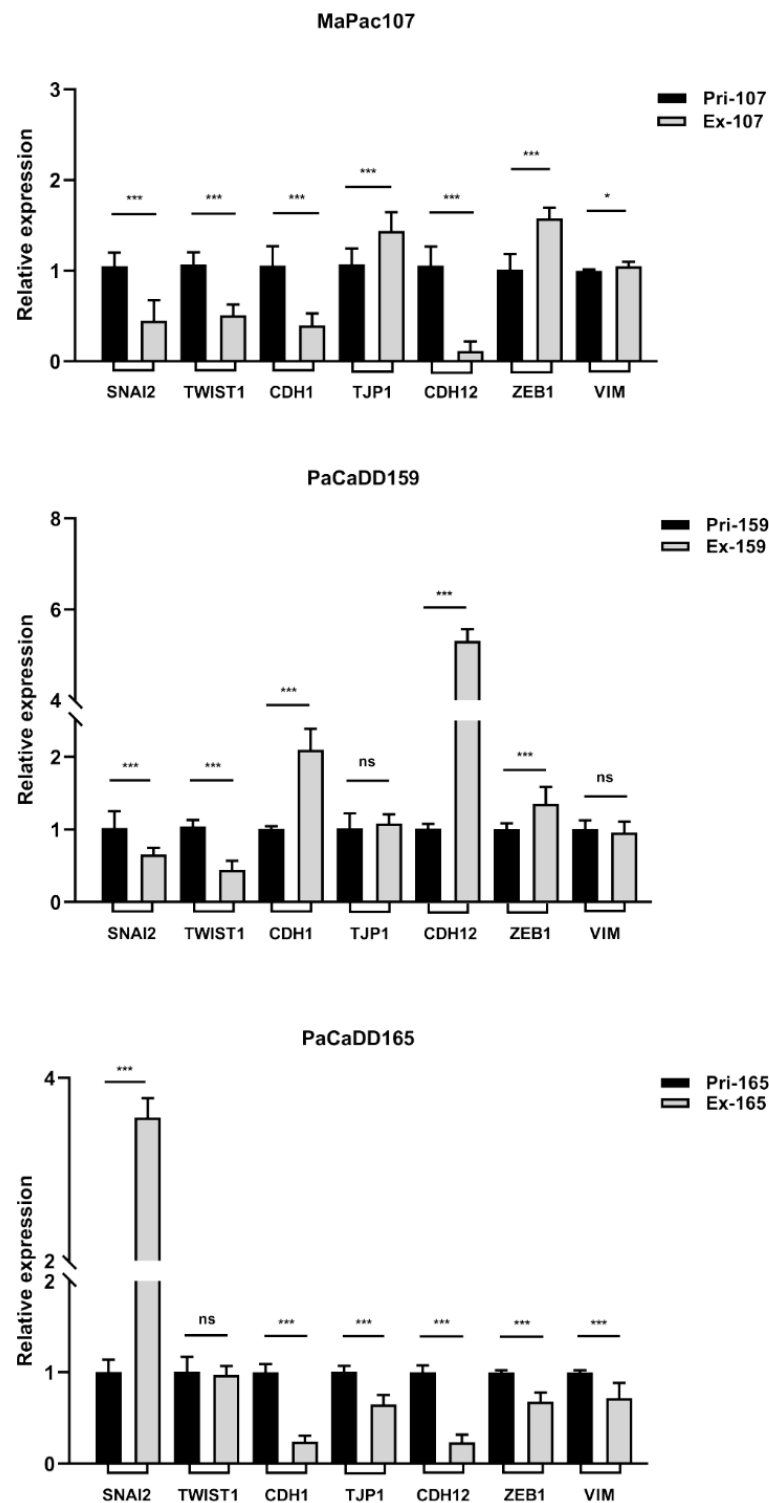 MaPac107
3
Pri-107
Ex-107
***
***
***
***
***
***
*
2
1
0
Relative expression
SNAI2 TWIST1 CDH1 TJP1 CDH12 ZEB1 VIM
PaCaDD159
8
Pri-159
Ex-159
***
***
***
ns
***
***
ns
6
4
2
1
0
Relative expression
SNAI2 TWIST1 CDH1 TJP1 CDH12 ZEB1 VIM
PaCaDD165
4
Pri-165
Ex-165
***
ns
***
***
***
***
***
2
2
1
0
Relative expression
SNAI2 TWIST1 CDH1 TJP1 CDH12 ZEB1 VIM